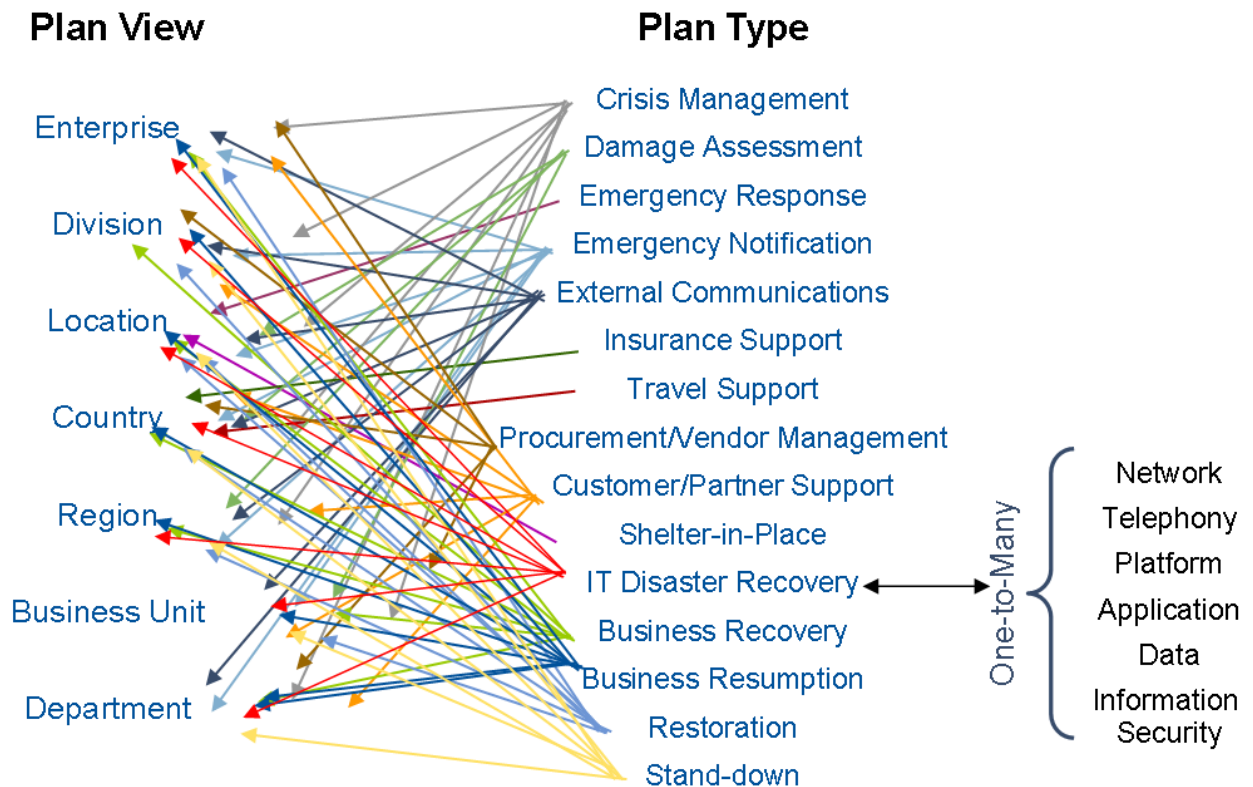 Plan View
Plan Type
Enterprise
Division
Location
Country
Region
Business Unit
Department
Crisis Management
Damage Assessment
Emergency Response
Emergency Notification
External Communications
Insurance Support
Travel Support
Procurement/Vendor Management
Customer/Partner Support
Shelter-in-Place
IT Disaster Recovery
Business Recovery
Business Resumption
Restoration
Stand-down
One-to-Many
Network
Telephony
Platform
Application
Data
Information
Security